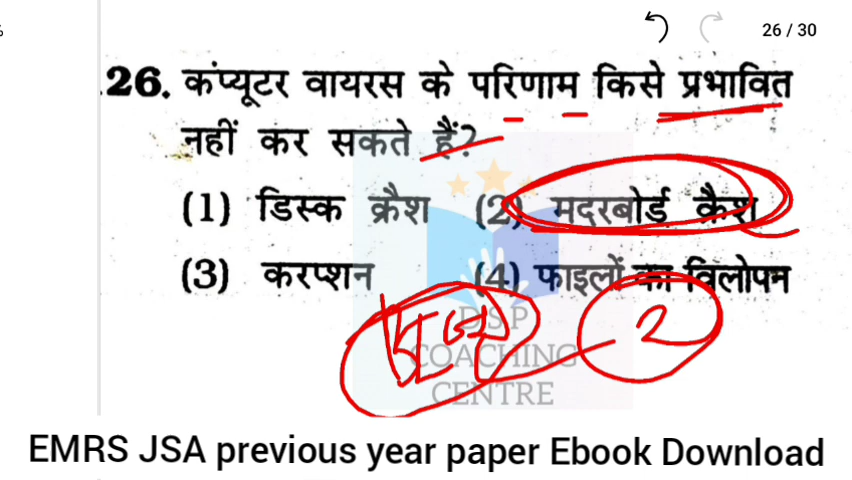 26 / 30
26. कंप्यूटर वायरस के परिणाम किसे प्रभावित
नहीं कर सकते हैं?
(1) डिस्क क्रैश (2) मदरबोर्ड क्रैश
(3) करप्शन (4) फाइलों का विलोपन
2
DSP
COACHING
CENTRE
EMRS JSA previous year paper Ebook Download